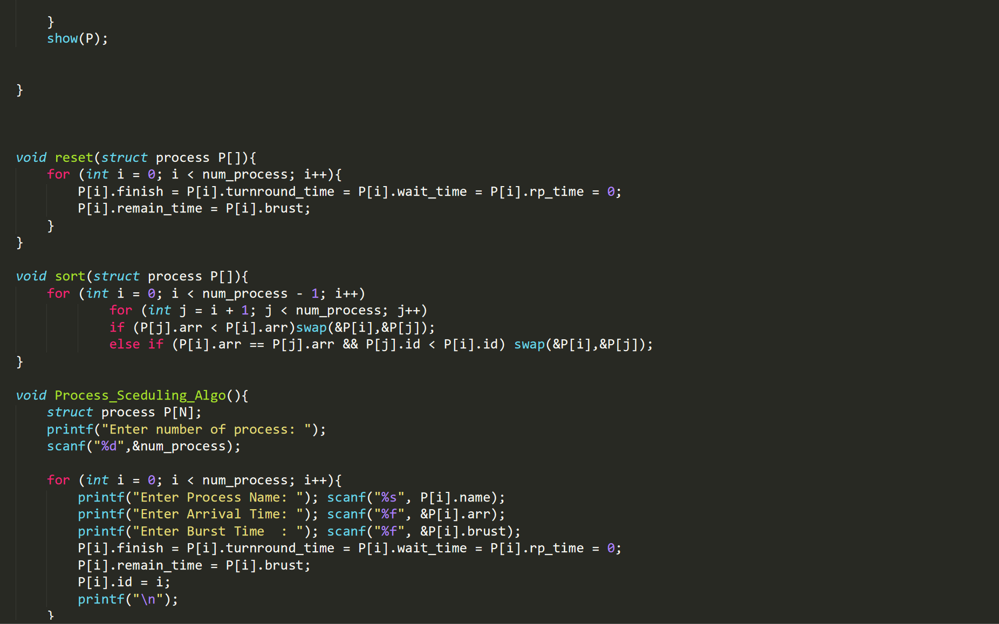 }
show(P);
}
void reset(struct process P[]){
for (int i = 0; i < num_process; i++){
P[i].finish = P[i].turnround_time = P[i].wait_time = P[i].rp_time = 0;
P[i].remain_time = P[i].brust;
}
}
void sort(struct process P[]){
for (int i = 0; i < num_process - 1; i++)
for (int j = i + 1; j < num_process; j++)
if (P[j].arr < P[i].arr)swap(&P[i],&P[j]);
else if (P[i].arr == P[j].arr && P[j].id < P[i].id) swap(&P[i],&P[j]);
}
void Process_Sceduling_Algo(){
struct process P[N];
printf("Enter number of process: ");
scanf("%d",&num_process);
for (int i = 0; i < num_process; i++){
printf("Enter Process Name: "); scanf("%s", P[i].name);
printf("Enter Arrival Time: "); scanf("%f", &P[i].arr);
printf("Enter Burst Time  : "); scanf("%f", &P[i].brust);
P[i].finish = P[i].turnround_time = P[i].wait_time = P[i].rp_time = 0;
P[i].remain_time = P[i].brust;
P[i].id = i;
printf("\n");
}